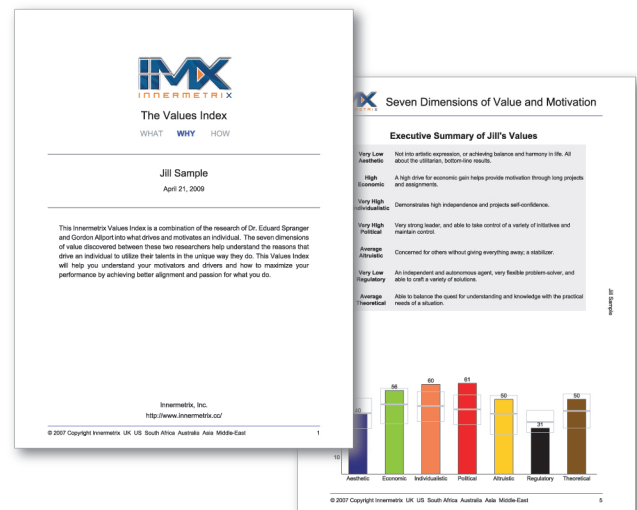 IMX
INNERMETRIX
The Values Index
WHAT WHY HOW
Jill Sample
April 21, 2009
This Innermetrix Values Index is a combination of the research of Dr. Eduard Spranger
and Gordon Allport into what drives and motivates an individual. The seven dimensions
of value discovered between these two researchers help understand the reasons that
drive an individual to utilize their talents in the unique way they do. This Values Index
will help you understand your motivators and drivers and how to maximize your
performance by achieving better alignment and passion for what you do.
Innermetrix, Inc.
http://www.innermetrix.cc/
© 2007 Copyright Innermetrix UK US South Africa Australia Asia Middle-East 1
Seven Dimensions of Value and Motivation
Executive Summary of Jill's Values
Very Low Aesthetic
Not into artistic expression, or achieving balance and harmony in life. All
about the utilitarian, bottom-line results.
High Economic
A high drive for economic gain helps provide motivation through long projects
and assignments.
Very High Individualistic
Demonstrates high independence and projects self-confidence.
Very High Political
Very strong leader, and able to take control of a variety of initiatives and
maintain control.
Average Altruistic
Concerned for others without giving everything away; a stabilizer.
Very Low Regulatory
An independent and autonomous agent, very flexible problem-solver, and
able to craft a variety of solutions.
Average Theoretical
Able to balance the quest for understanding and knowledge with the practical
needs of a situation.
Jill Sample
40 56 60 61 50 31 50
10
Aesthetic Economic Individualistic Political Altruistic Regulatory Theoretical
© 2007 Copyright Innermetrix UK US South Africa Australia Asia Middle-East 5